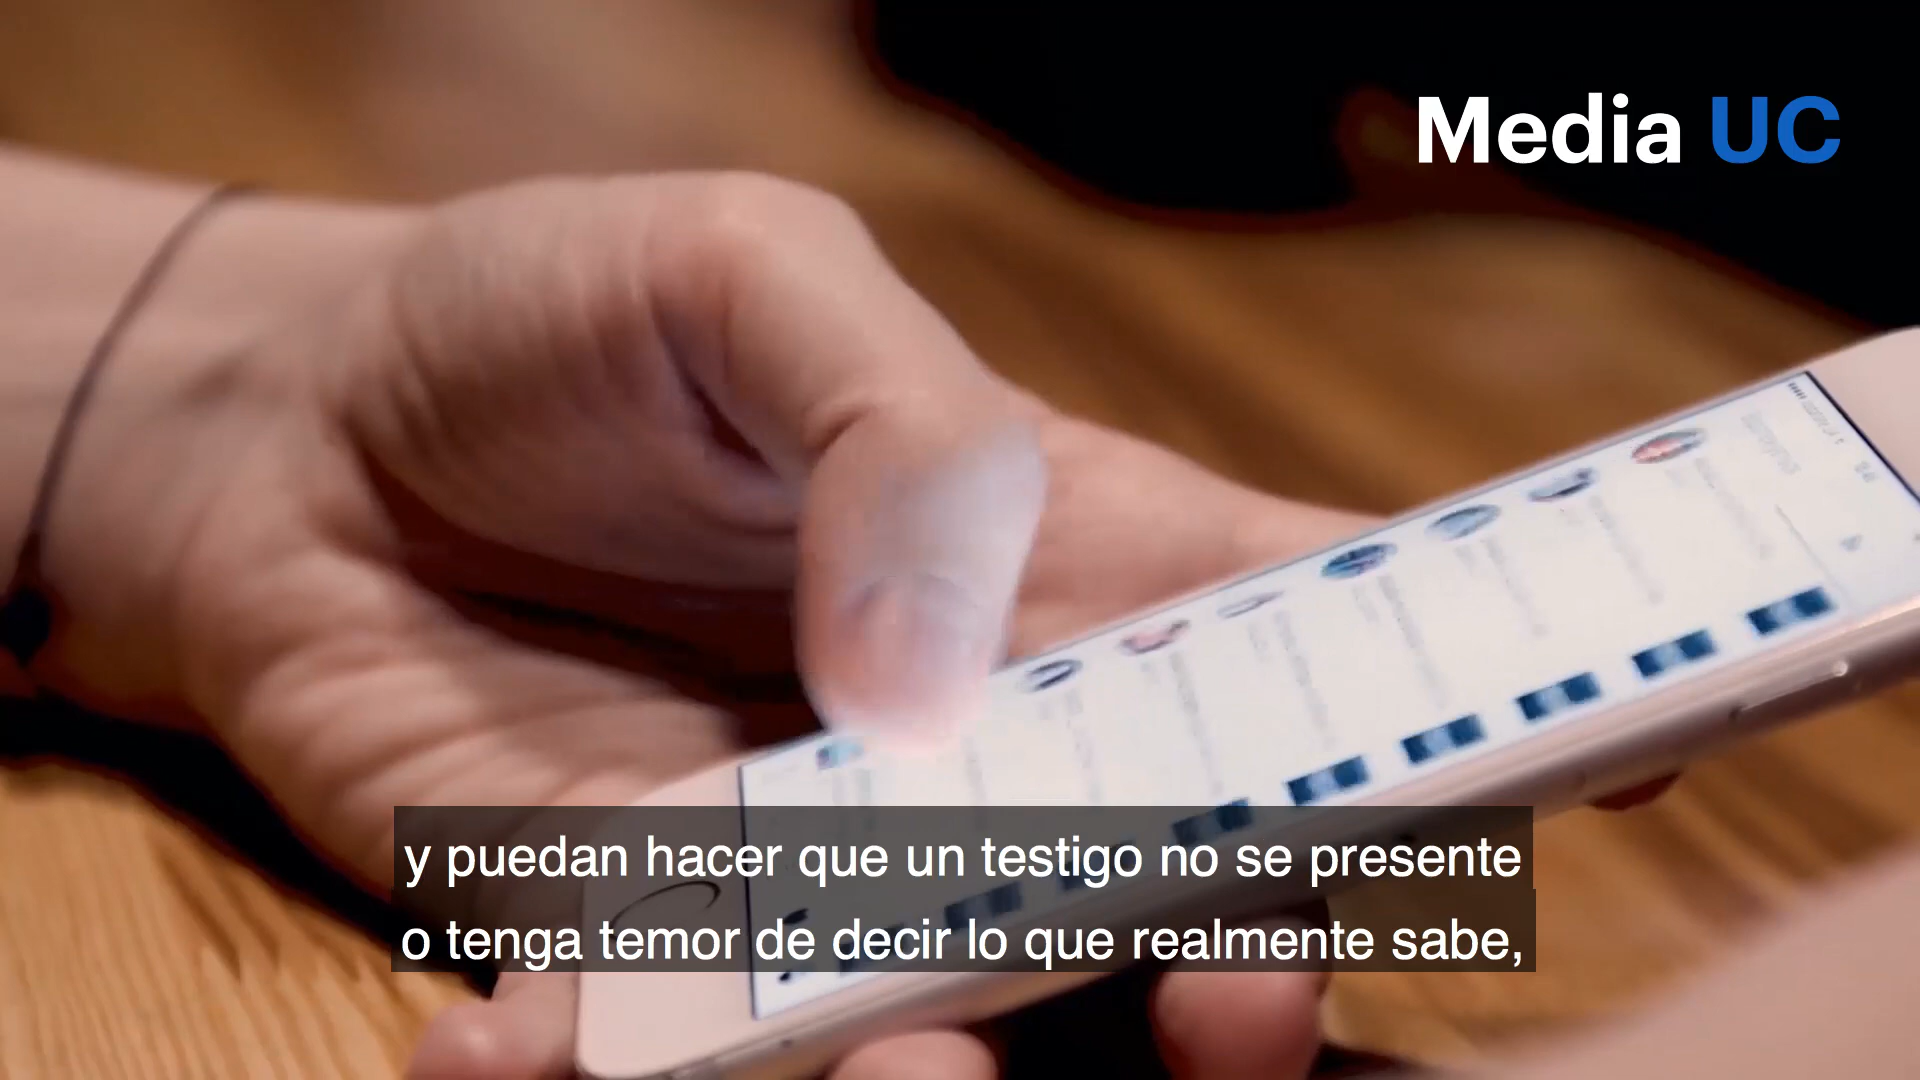 Media UC
y puedan hacer que un testigo no se presente
o tenga temor de decir lo que realmente sabe,